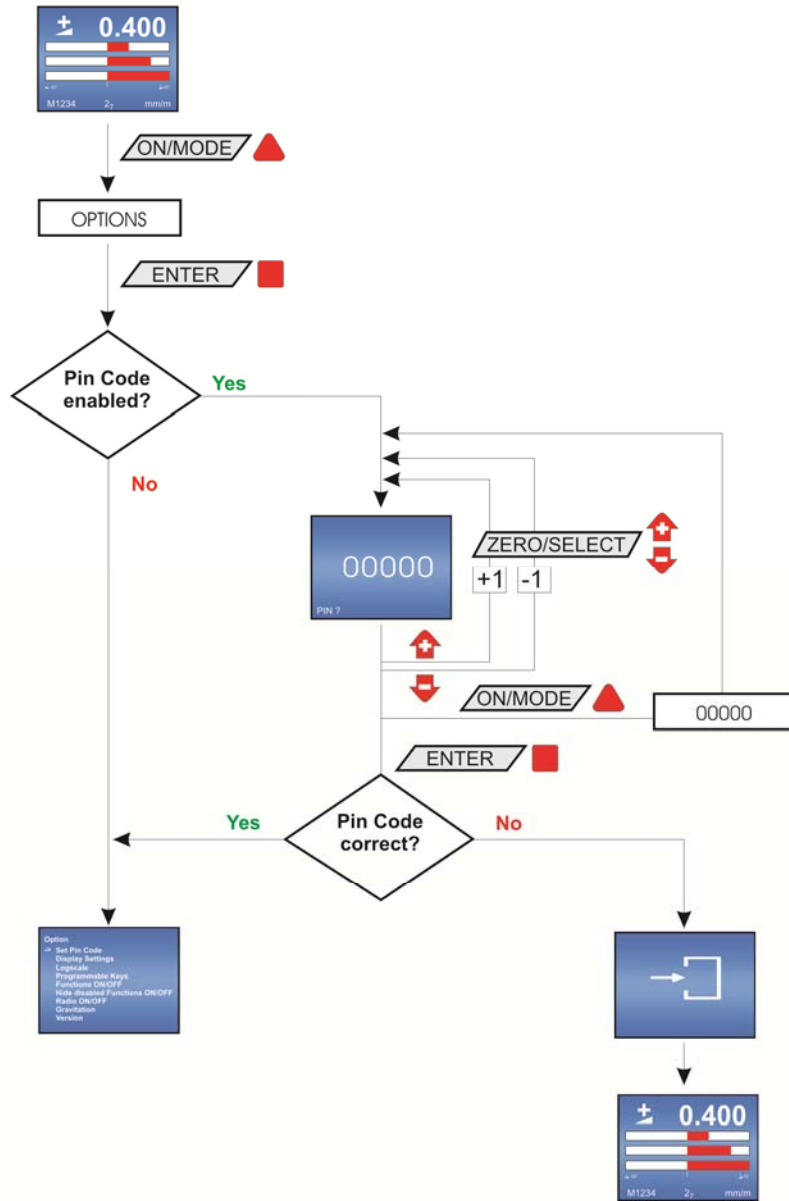 + 0.400
M1234 2₇ mm/m
ON/MODE
OPTIONS
ENTER
Pin Code
enabled?
Yes
No
00000
PIN ?
ZERO/SELECT
+
-
+1 -1
+
-
ON/MODE
00000
ENTER
Pin Code
correct?
Yes
No
Option
-> Set Pin Code
Display Settings
Logscale
Programmable Keys
Functions ON/OFF
Hide disabled Functions ON/OFF
Radio ON/OFF
Gravitation
Version
+ 0.400
M1234 2₇ mm/m